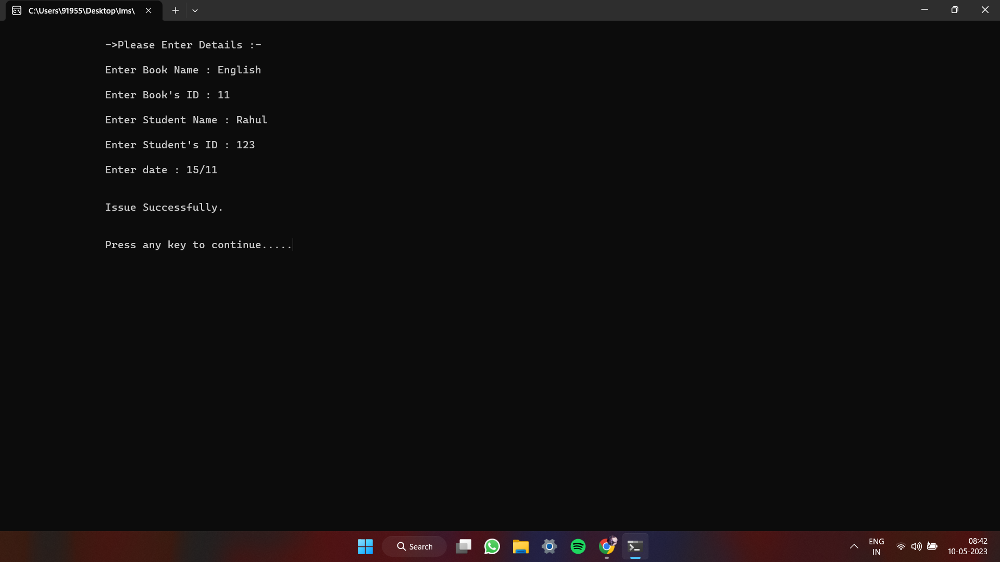 C:\Users\91955\Desktop\lms\
->Please Enter Details :-
Enter Book Name : English
Enter Book's ID : 11
Enter Student Name : Rahul
Enter Student's ID : 123
Enter date : 15/11
Issue Successfully.
Press any key to continue.....
Search
ENG
IN
08:42
10-05-2023